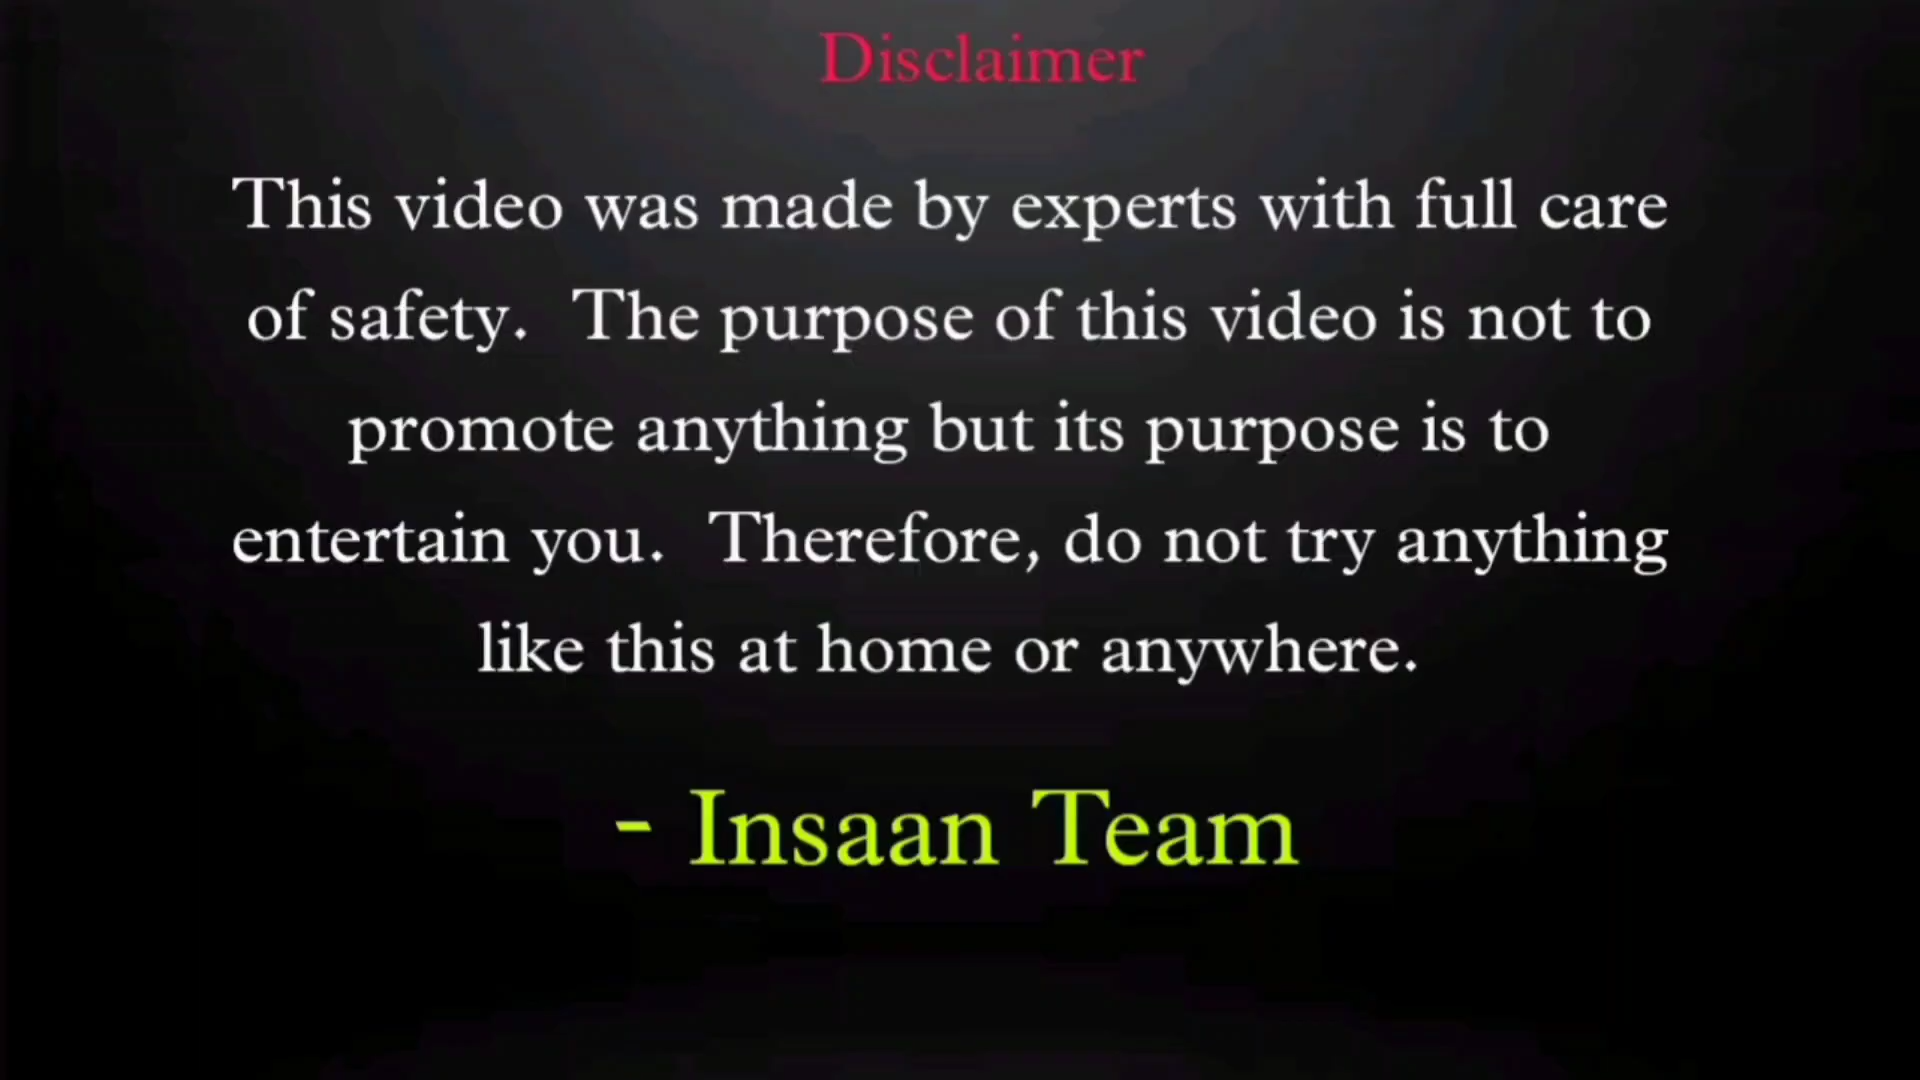 Disclaimer
This video was made by experts with full care
of safety.  The purpose of this video is not to
promote anything but its purpose is to
entertain you.  Therefore, do not try anything
like this at home or anywhere.
- Insaan Team